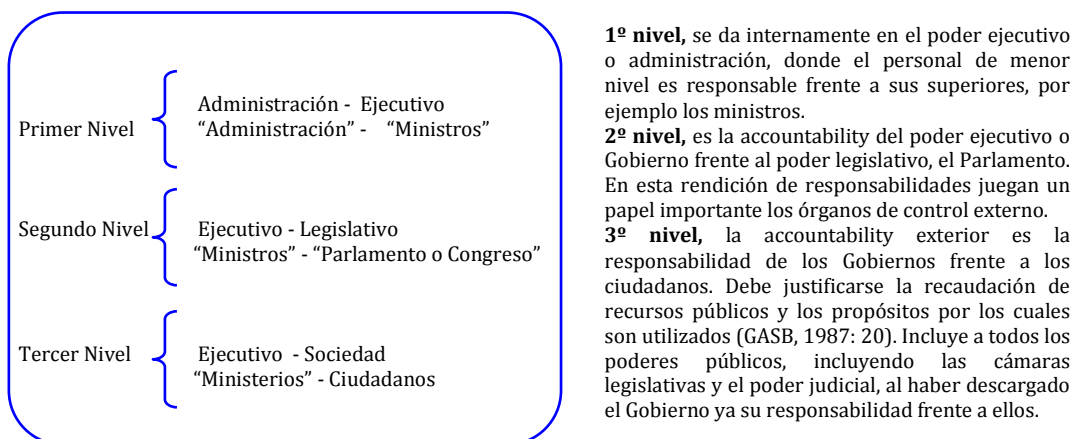 Primer Nivel
Administración - Ejecutivo
“Administración” - “Ministros”
Segundo Nivel
Ejecutivo - Legislativo
“Ministros” - “Parlamento o Congreso”
Tercer Nivel
Ejecutivo - Sociedad
“Ministerios” - Ciudadanos
1º nivel, se da internamente en el poder ejecutivo
o administración, donde el personal de menor
nivel es responsable frente a sus superiores, por
ejemplo los ministros.
2º nivel, es la accountability del poder ejecutivo o
Gobierno frente al poder legislativo, el Parlamento.
En esta rendición de responsabilidades juegan un
papel importante los órganos de control externo.
3º nivel, la accountability exterior es la
responsabilidad de los Gobiernos frente a los
ciudadanos. Debe justificarse la recaudación de
recursos públicos y los propósitos por los cuales
son utilizados (GASB, 1987: 20). Incluye a todos los
poderes públicos, incluyendo las cámaras
legislativas y el poder judicial, al haber descargado
el Gobierno ya su responsabilidad frente a ellos.